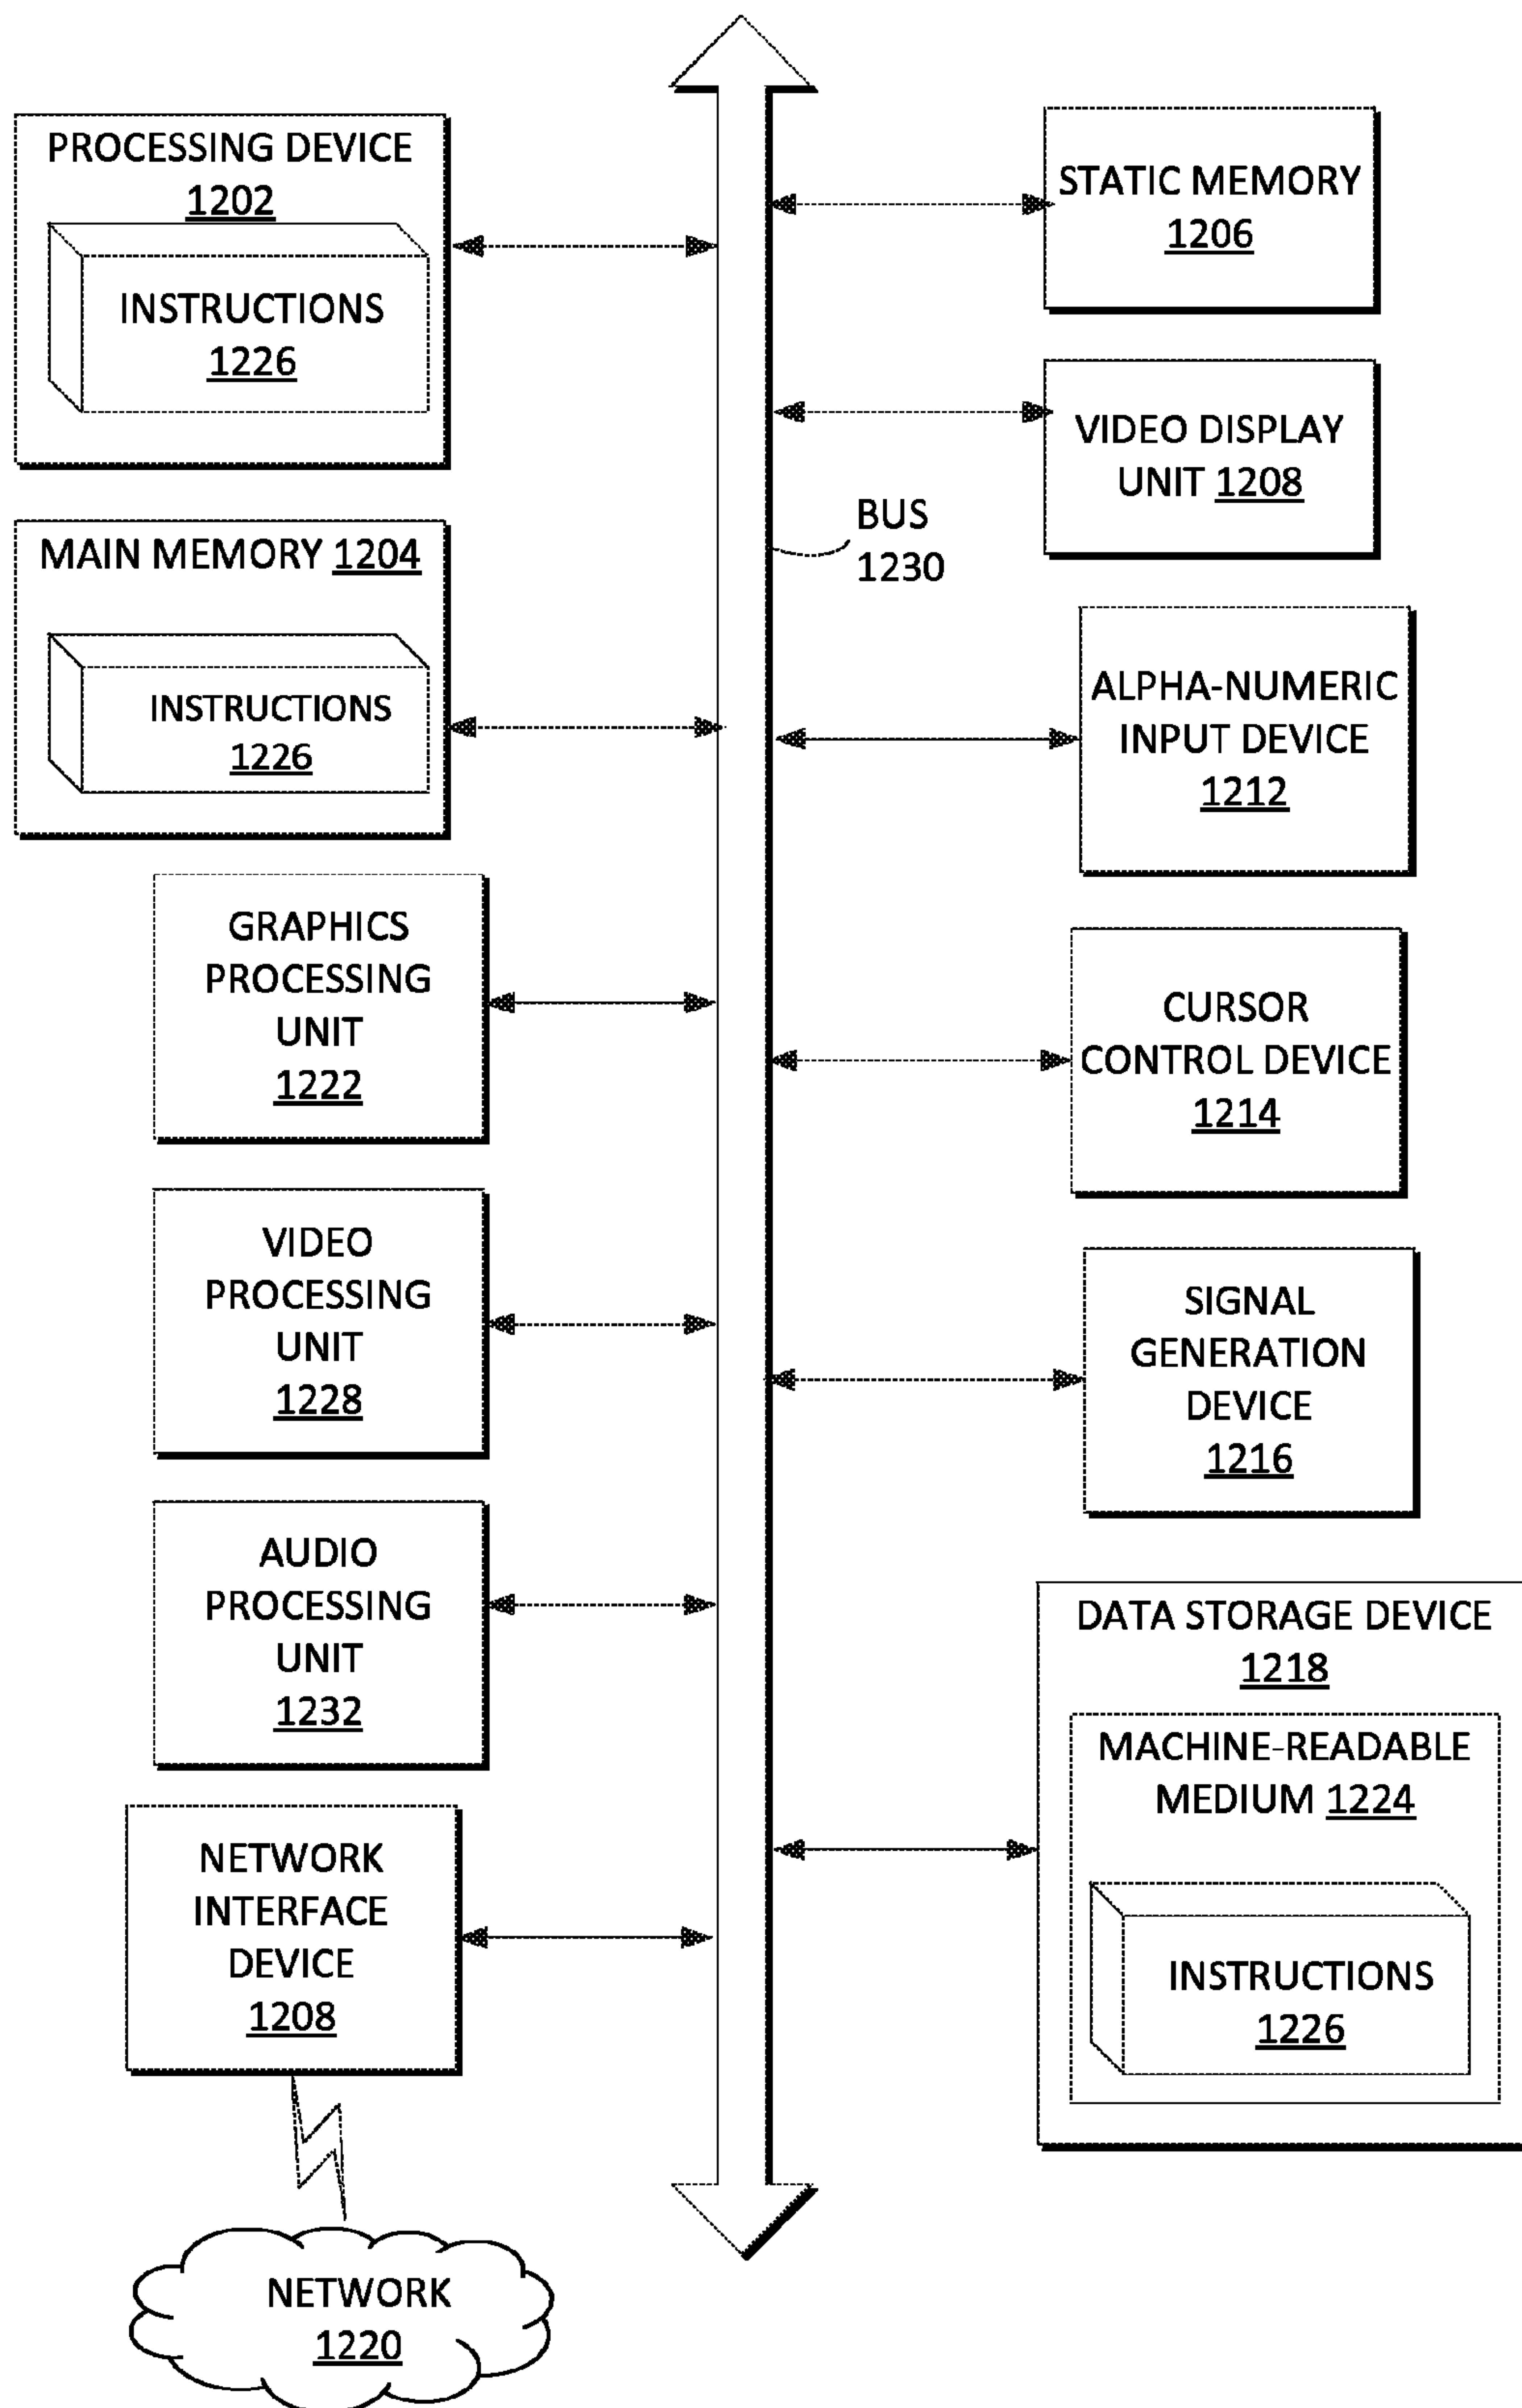 PROCESSING DEVICE
1202
INSTRUCTIONS
1226
MAIN MEMORY 1204
INSTRUCTIONS
1226
GRAPHICS
PROCESSING
UNIT
1222
VIDEO
PROCESSING
UNIT
1228
AUDIO
PROCESSING
UNIT
1232
NETWORK
INTERFACE
DEVICE
1208
NETWORK
1220
BUS
1230
STATIC MEMORY
1206
VIDEO DISPLAY
UNIT 1208
ALPHA-NUMERIC
INPUT DEVICE
1212
CURSOR
CONTROL DEVICE
1214
SIGNAL
GENERATION
DEVICE
1216
DATA STORAGE DEVICE
1218
MACHINE-READABLE
MEDIUM 1224
INSTRUCTIONS
1226